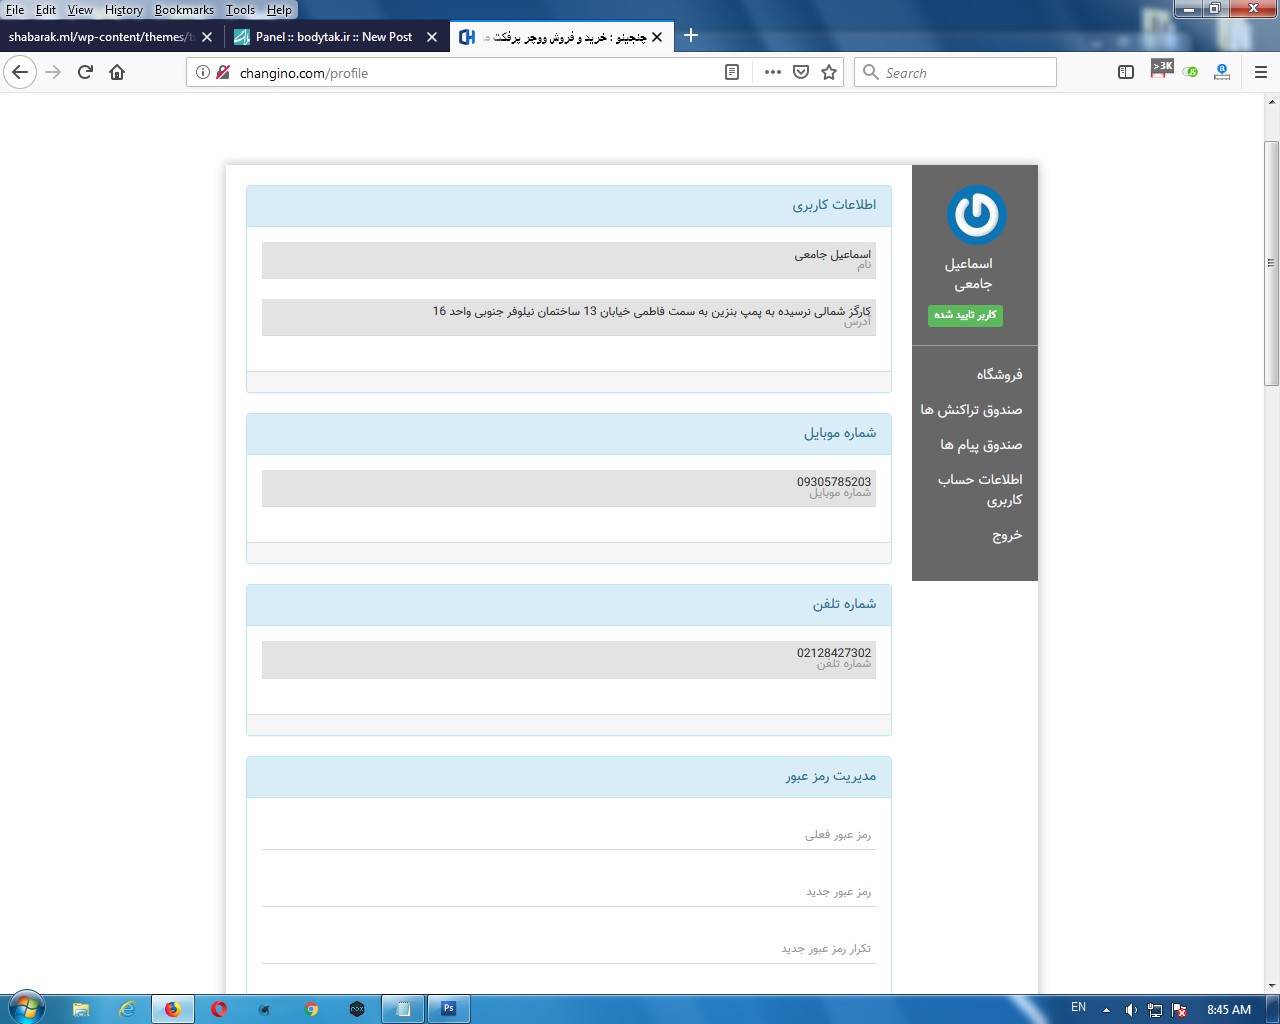 File Edit View History Bookmarks Tools Help
shabarak.ml/wp-content/themes/
Panel :: bodytak.ir :: New Post
چنجینو : خرید و فروش ووچر پرفکت ما
changino.com/profile
Search
>3K
اسماعیل
جامعی
کاربر تایید شده
فروشگاه
صندوق تراکنش ها
صندوق پیام ها
اطلاعات حساب
کاربری
خروج
اطلاعات کاربری
اسماعیل جامعی
نام
کارگز شمالی نرسیده به پمپ بنزین به سمت فاطمی خیابان 13 ساختمان نیلوفر جنوبی واحد 16
آدرس
شماره موبایل
09305785203
شماره موبایل
شماره تلفن
02128427302
شماره تلفن
مدیریت رمز عبور
رمز عبور فعلی
رمز عبور جدید
تکرار رمز عبور جدید
Ps
EN
8:45 AM